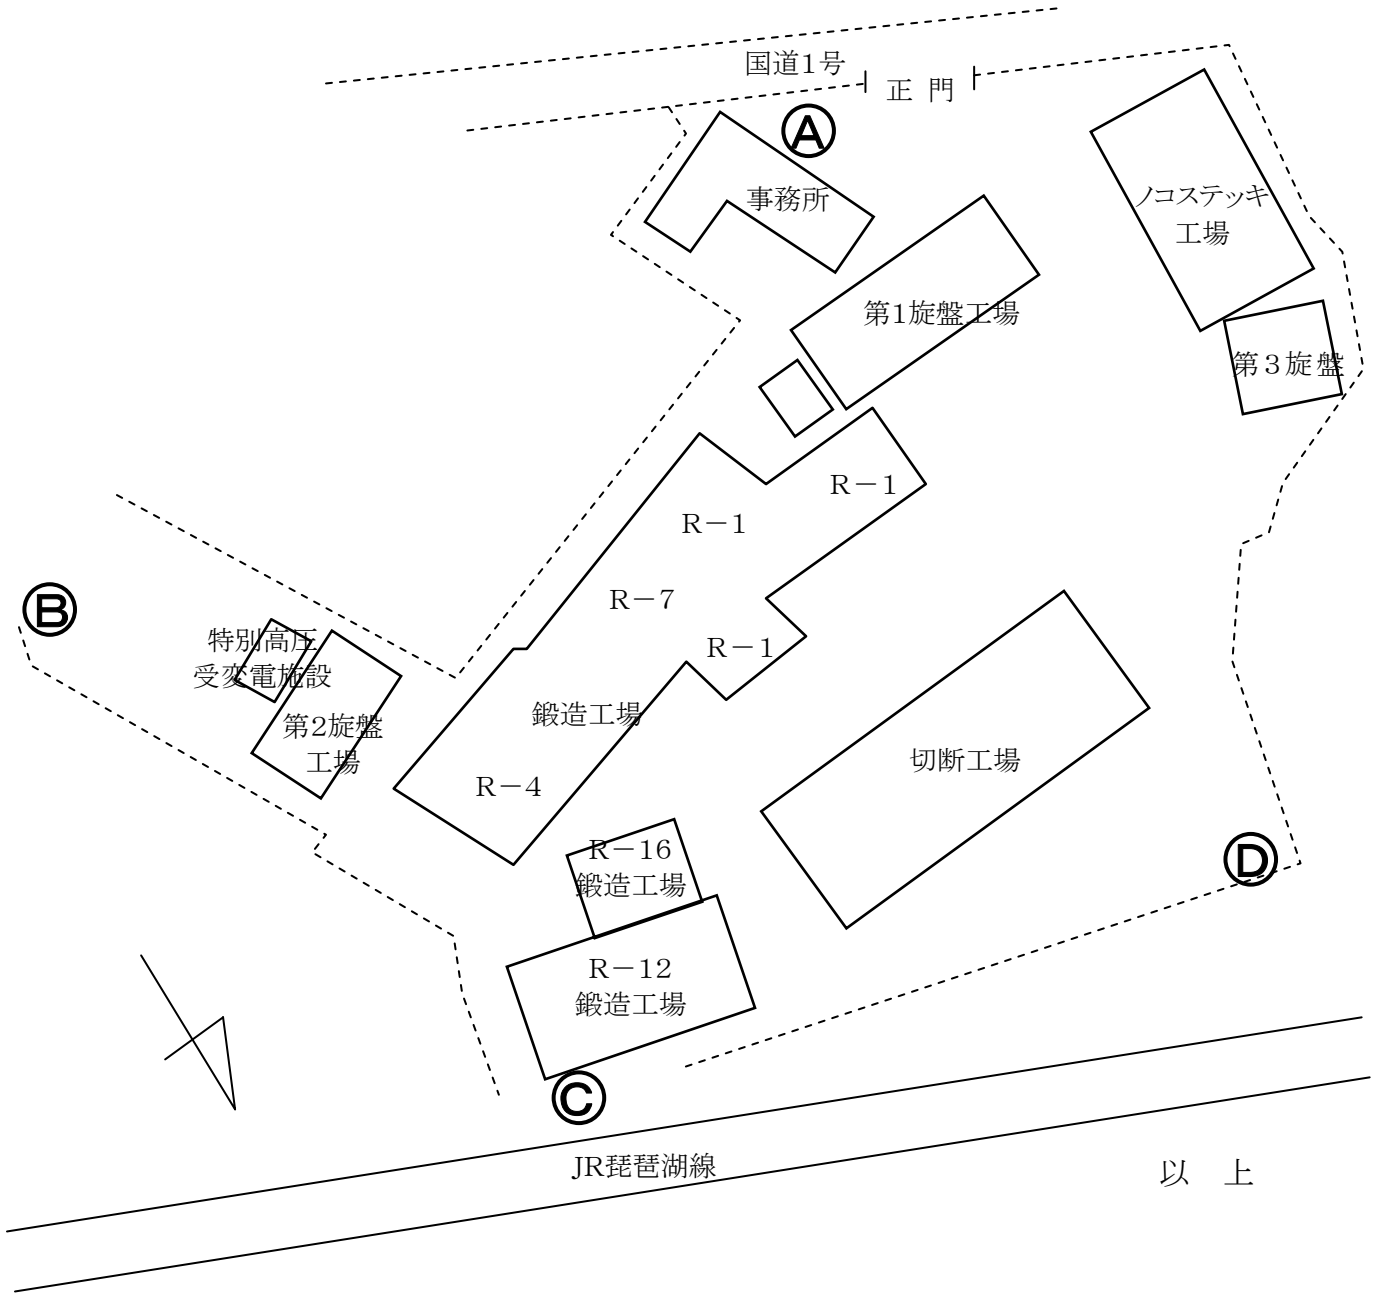 国道1号
正 門
Ⓐ
事務所
ノコステッキ
工場
第1旋盤工場
第3旋盤
R－1
R－1
R－7
R－1
Ⓑ
特別高圧
受変電施設
第2旋盤
工場
鍛造工場
R－4
切断工場
R－16
鍛造工場
Ⓓ
R－12
鍛造工場
Ⓒ
JR琵琶湖線
以 上